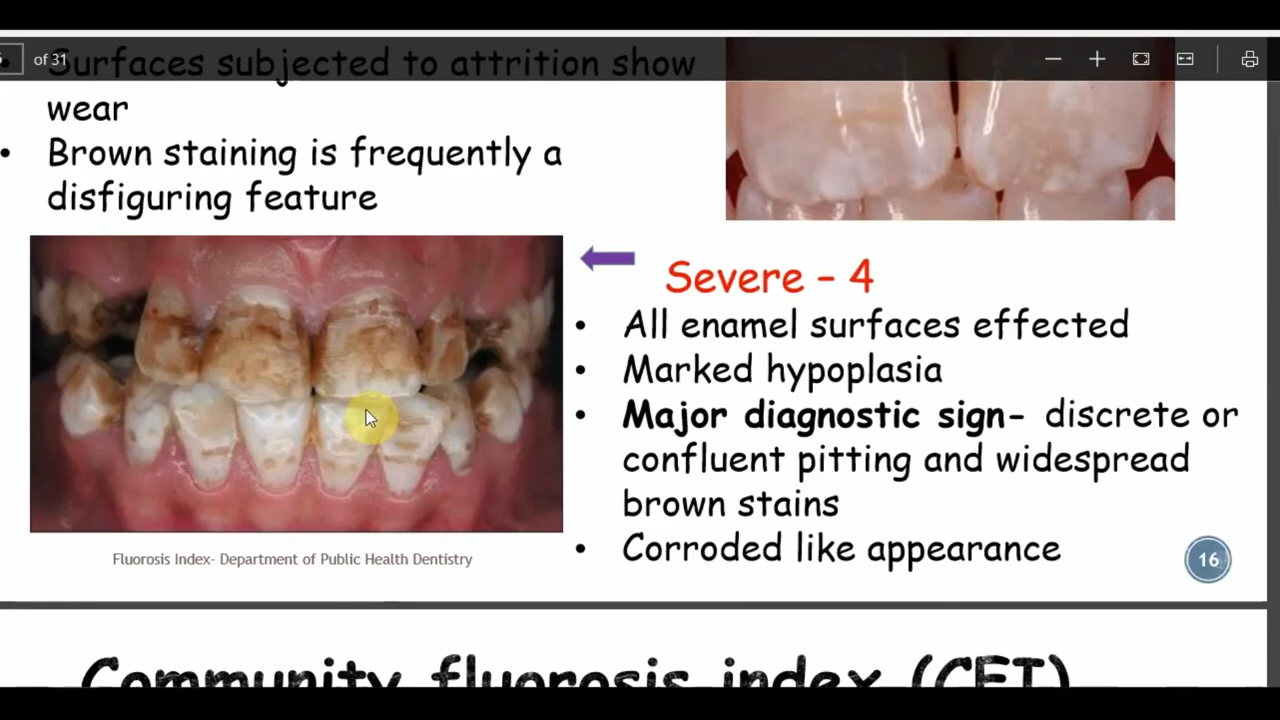 of 31
• Surfaces subjected to attrition show
wear
• Brown staining is frequently a
disfiguring feature
Severe – 4
• All enamel surfaces effected
• Marked hypoplasia
• Major diagnostic sign- discrete or
confluent pitting and widespread
brown stains
• Corroded like appearance
Fluorosis Index- Department of Public Health Dentistry
16
Community fluorosis index (CFI)